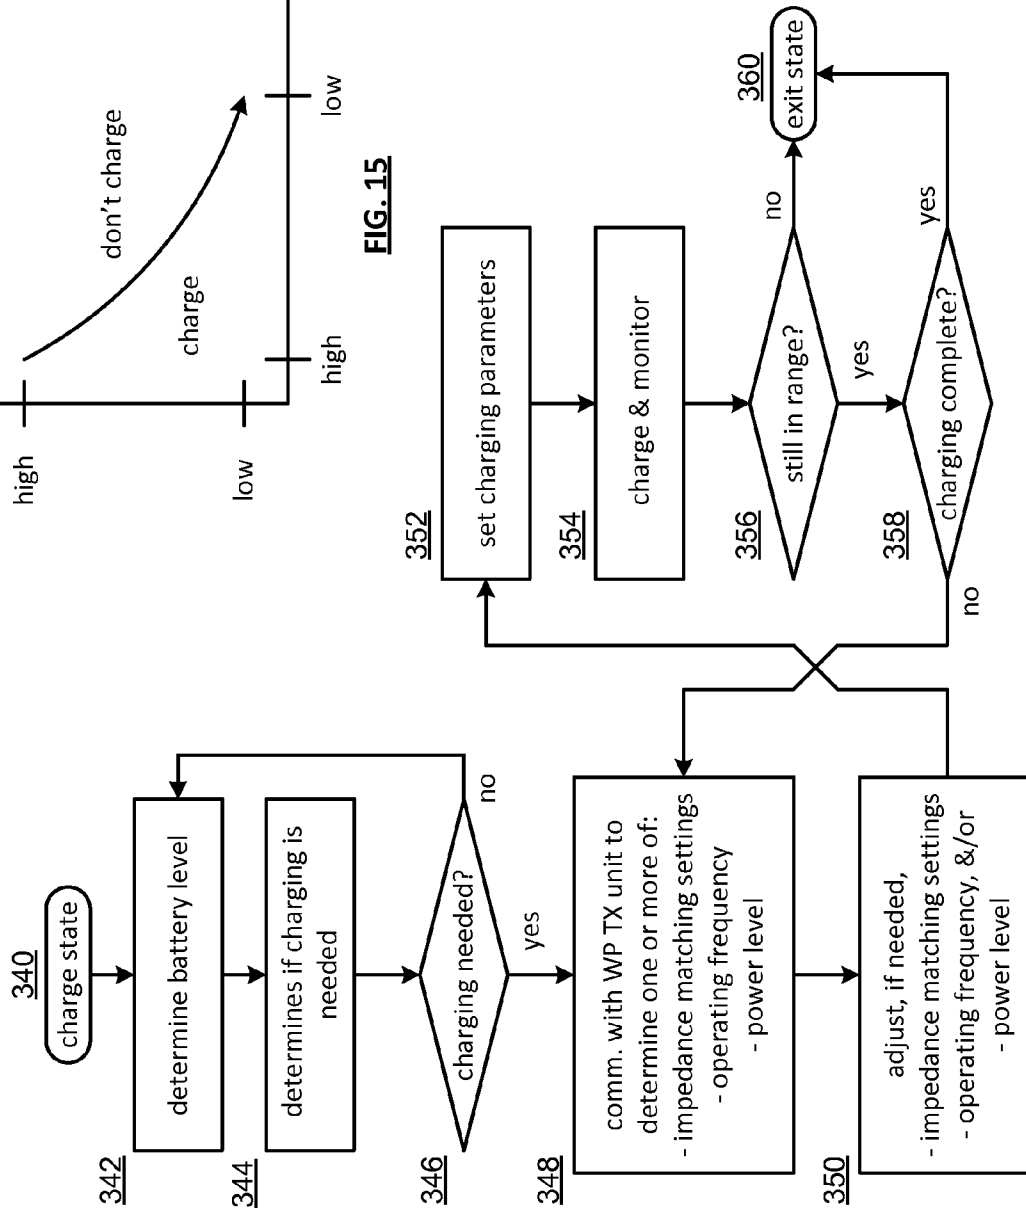 340
charge state
342
determine battery level
344
determines if charging is
needed
346
charging needed?
no
yes
348
comm. with WP TX unit to
determine one or more of:
- impedance matching settings
- operating frequency
- power level
350
adjust, if needed,
- impedance matching settings
- operating frequency, &/or
- power level
352
set charging parameters
354
charge & monitor
356
still in range?
no
yes
358
charging complete?
no
yes
360
exit state
high
low
don't charge
charge
high
low
FIG. 15